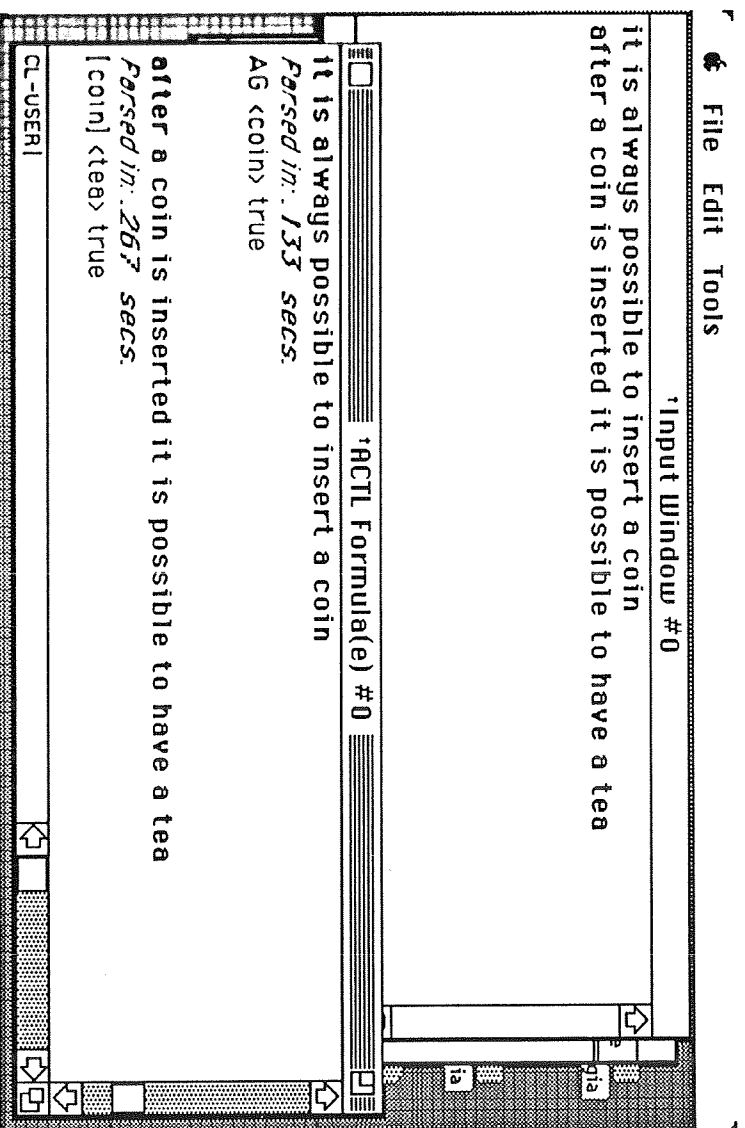 File Edit Tools
Input Window #0
it is always possible to insert a coin
after a coin is inserted it is possible to have a tea
ACTL Formula(e) #0
it is always possible to insert a coin
Parsed in: .133 secs.
AG <coin> true
after a coin is inserted it is possible to have a tea
Parsed in: .267 secs.
[coin] <tea> true
CL-USER|
e
gia
ia